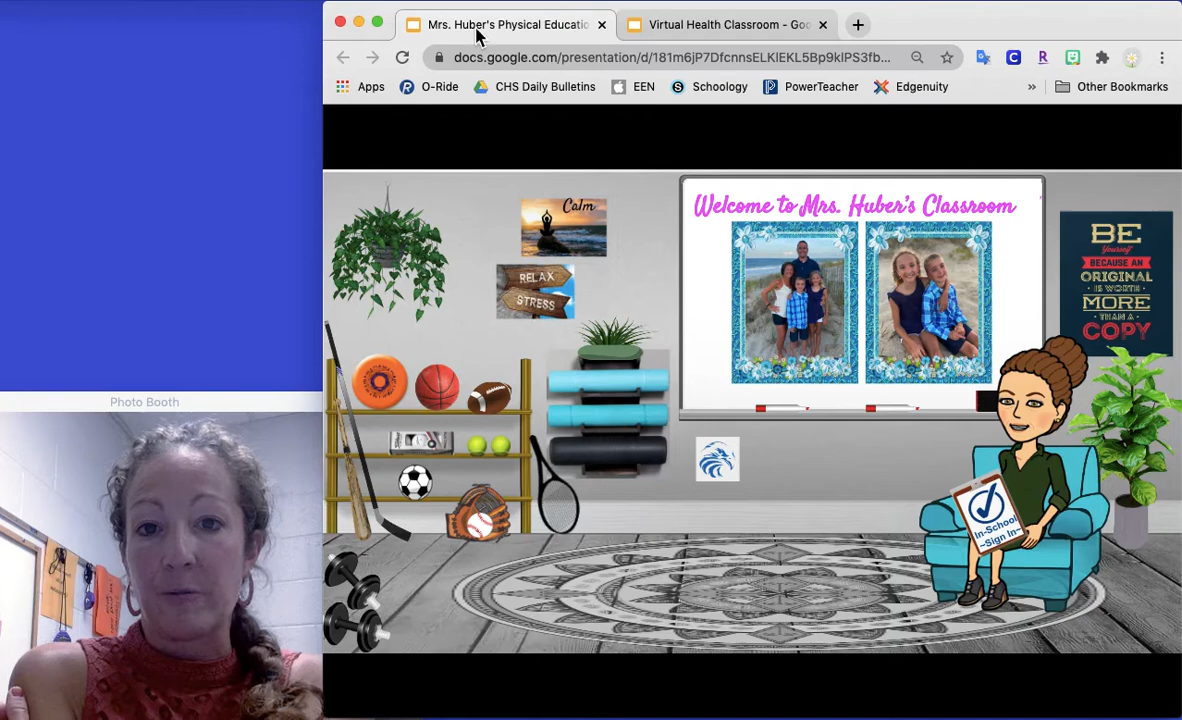 Mrs. Huber's Physical Educatio
Virtual Health Classroom - Goo
docs.google.com/presentation/d/181m6jP7DfcnnsELKlEKL5Bp9klPS3fb...
Apps
O-Ride
CHS Daily Bulletins
EEN
Schoology
PowerTeacher
Edgenuity
Other Bookmarks
Photo Booth
Calm
RELAX
STRESS
Welcome to Mrs. Huber's Classroom
BE
Yourself
BECAUSE AN
ORIGINAL
IS WORTH
MORE
THAN A
COPY
In-School
~Sign In~